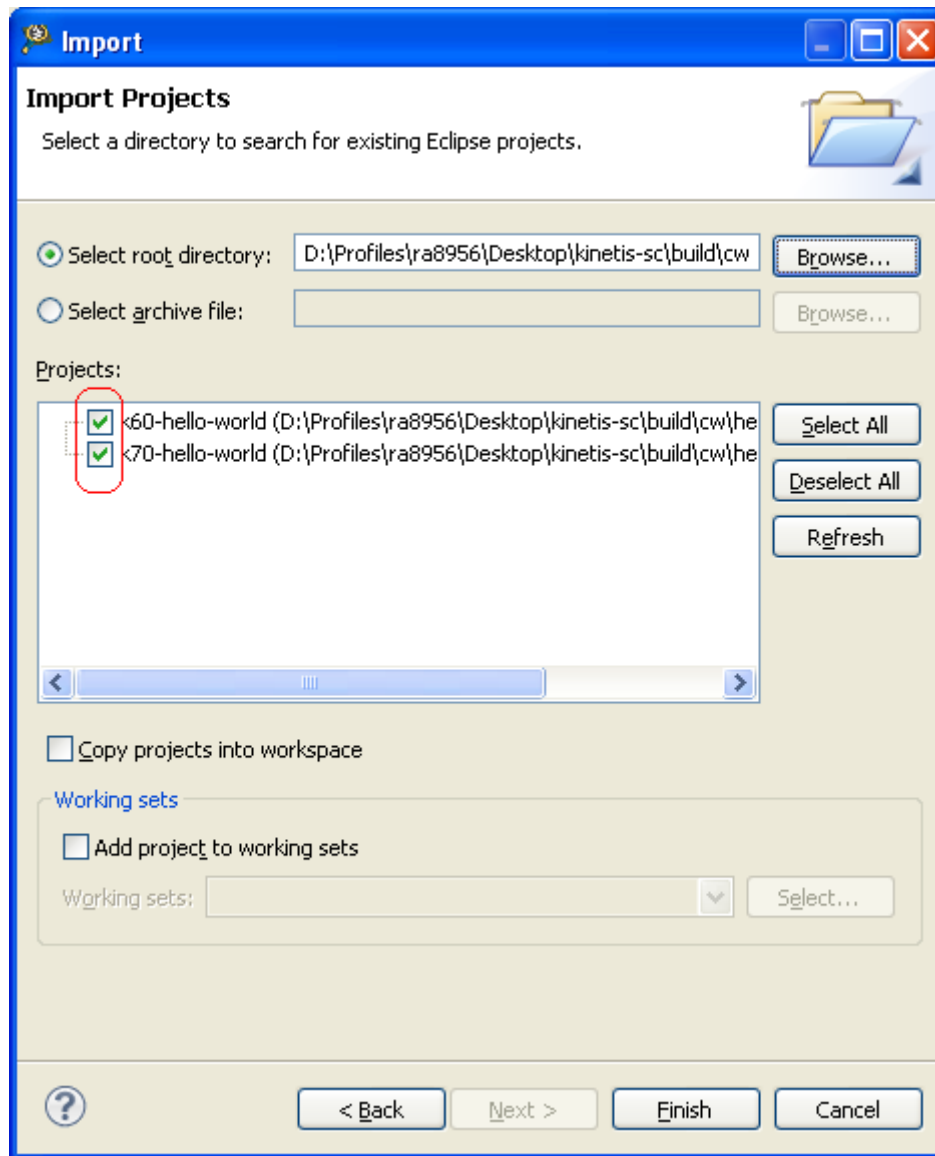 Import
Import Projects
Select a directory to search for existing Eclipse projects.
Select root directory: D:\Profiles\ra8956\Desktop\kinetis-sc\build\cw Browse...
Select archive file: Browse...
Projects:
k60-hello-world (D:\Profiles\ra8956\Desktop\kinetis-sc\build\cw\he Select All
k70-hello-world (D:\Profiles\ra8956\Desktop\kinetis-sc\build\cw\he
Deselect All
Refresh
Copy projects into workspace
Working sets
Add project to working sets
Working sets: Select...
? < Back Next > Finish Cancel